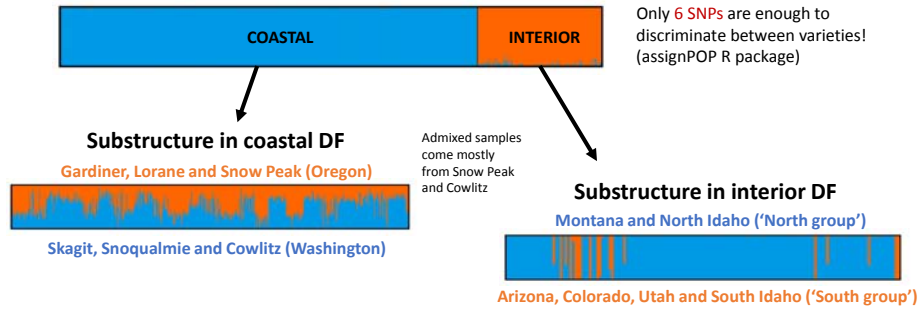 COASTAL
INTERIOR
Only 6 SNPs are enough to
discriminate between varieties!
(assignPOP R package)
Substructure in coastal DF
Gardiner, Lorane and Snow Peak (Oregon)
Skagit, Snoqualmie and Cowlitz (Washington)
Admixed samples
come mostly
from Snow Peak
and Cowlitz
Substructure in interior DF
Montana and North Idaho (‘North group’)
Arizona, Colorado, Utah and South Idaho (‘South group’)